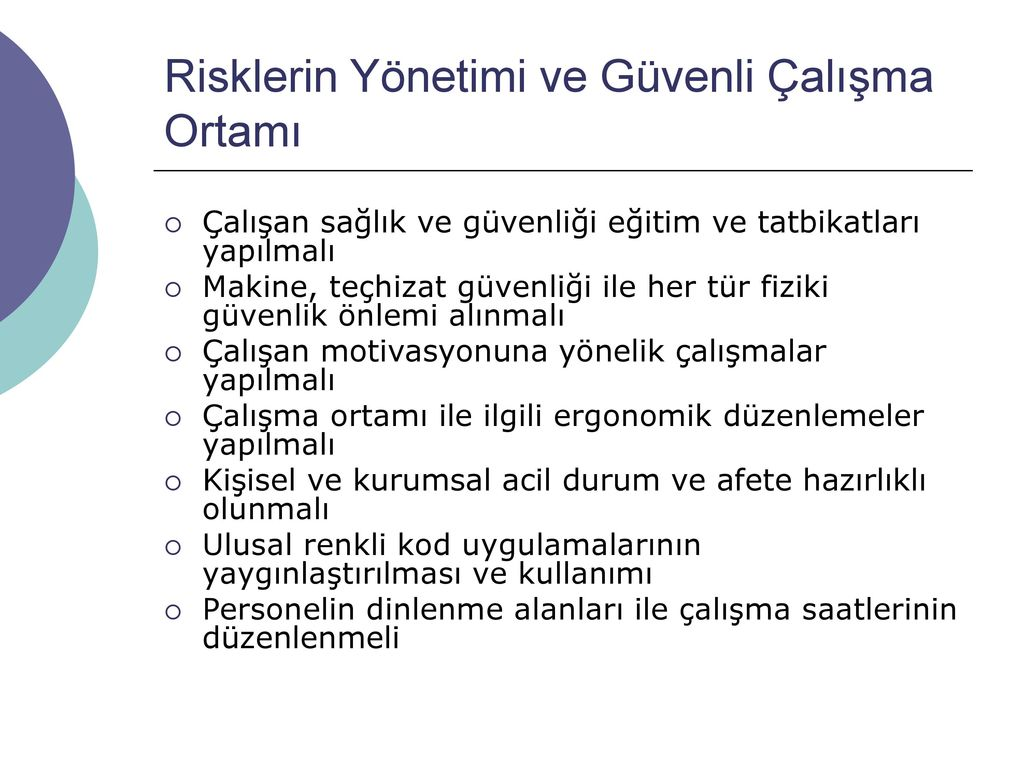 Risklerin Yönetimi ve Güvenli Çalışma
Ortamı
Çalışan sağlık ve güvenliği eğitim ve tatbikatları
yapılmalı
Makine, teçhizat güvenliği ile her tür fiziki
güvenlik önlemi alınmalı
Çalışan motivasyonuna yönelik çalışmalar
yapılmalı
Çalışma ortamı ile ilgili ergonomik düzenlemeler
yapılmalı
Kişisel ve kurumsal acil durum ve afete hazırlıklı
olunmalı
Ulusal renkli kod uygulamalarının
yaygınlaştırılması ve kullanımı
Personelin dinlenme alanları ile çalışma saatlerinin
düzenlenmeli